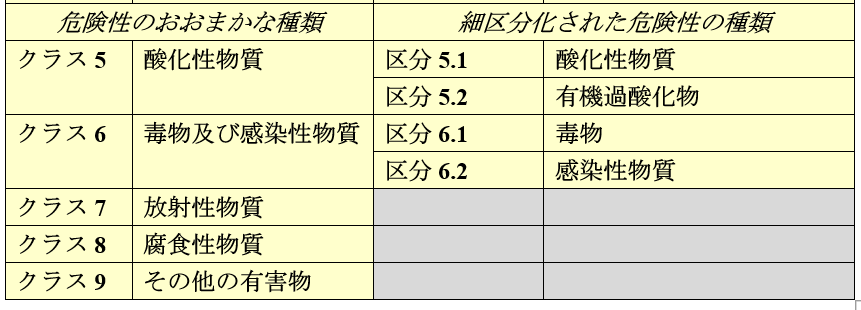 危険性のおおまかな種類 細区分化された危険性の種類
クラス 5 酸化性物質 区分 5.1 酸化性物質
区分 5.2 有機過酸化物
クラス 6 毒物及び感染性物質 区分 6.1 毒物
区分 6.2 感染性物質
クラス 7 放射性物質
クラス 8 腐食性物質
クラス 9 その他の有害物